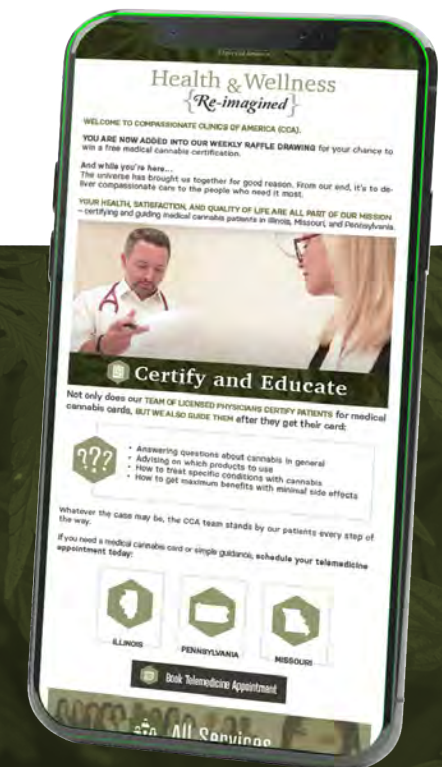 Health & Wellness
{Re-imagined}
WELCOME TO COMPASSIONATE CLINICS OF AMERICA (CCA).
YOU ARE NOW ADDED INTO OUR WEEKLY RAFFLE DRAWING for your chance to
win a free medical cannabis certification.
And while you're here...
The universe has brought us together for good reason. From our end, it's to de-
liver compassionate care to the people who need it most.
YOUR HEALTH, SATISFACTION, AND QUALITY OF LIFE ARE ALL PART OF OUR MISSION
– certifying and guiding medical cannabis patients in Illinois, Missouri, and Pennsylvania.
Certify and Educate
Not only does our TEAM OF LICENSED PHYSICIANS CERTIFY PATIENTS for medical
cannabis cards, BUT WE ALSO GUIDE THEM after they get their card:
???
• Answering questions about cannabis in general
• Advising on which products to use
• How to treat specific conditions with cannabis
• How to get maximum benefits with minimal side effects
Whatever the case may be, the CCA team stands by our patients every step of
the way.
If you need a medical cannabis card or simple guidance, schedule your telemedicine
appointment today:
ILLINOIS
PENNSYLVANIA
MISSOURI
Book Telemedicine Appointment
All Services